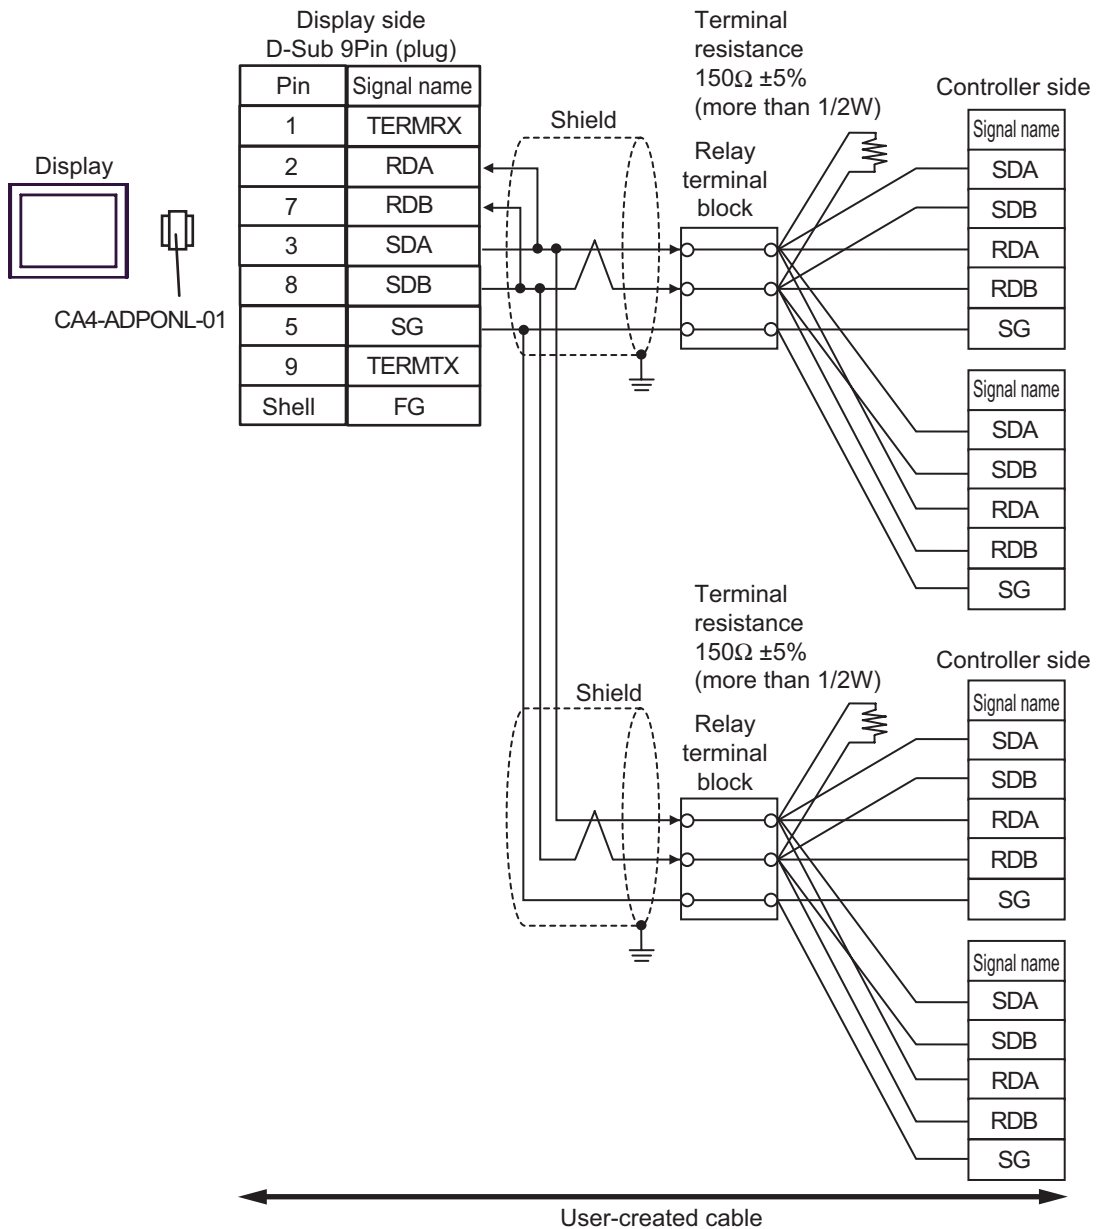 Display side
D-Sub 9Pin (plug)
Pin Signal name
1 TERMRX
2 RDA
7 RDB
3 SDA
8 SDB
5 SG
9 TERMTX
Shell FG
Display
CA4-ADPONL-01
Shield
Terminal
resistance
150Ω ±5%
(more than 1/2W)
Relay
terminal
block
Controller side
Signal name
SDA
SDB
RDA
RDB
SG
Signal name
SDA
SDB
RDA
RDB
SG
Shield
Terminal
resistance
150Ω ±5%
(more than 1/2W)
Relay
terminal
block
Controller side
Signal name
SDA
SDB
RDA
RDB
SG
Signal name
SDA
SDB
RDA
RDB
SG
User-created cable